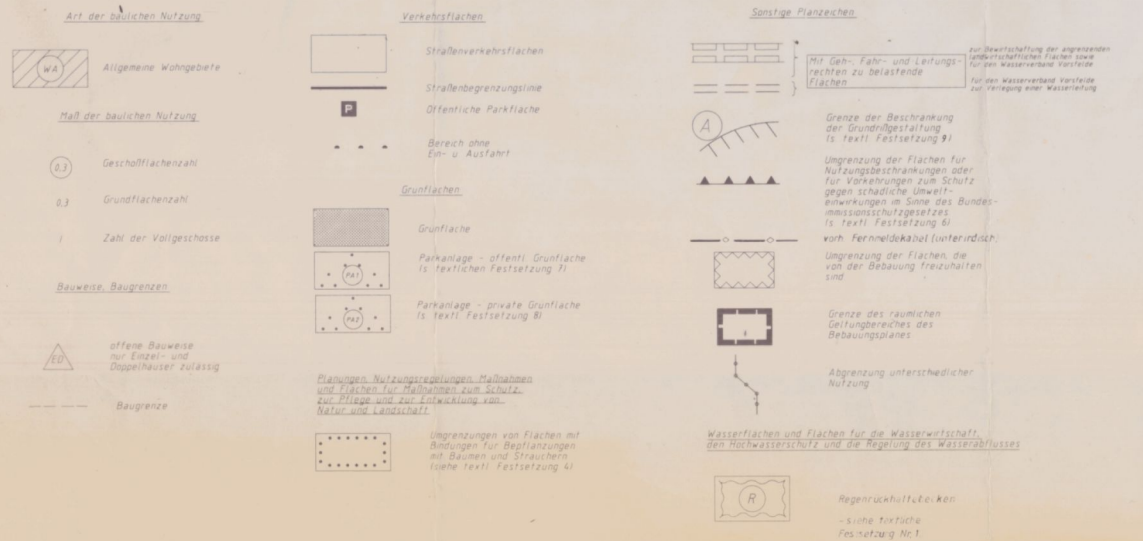 Art der baulichen Nutzung
WA
Allgemeine Wohngebiete
Maß der baulichen Nutzung
0.3
Geschoßflächenzahl
0.3
Grundflächenzahl
I
Zahl der Vollgeschosse
Bauweise, Baugrenzen
ED
offene Bauweise
nur Einzel- und
Doppelhäuser zulässig
Baugrenze
Verkehrsflächen
Straßenverkehrsflächen
Straßenbegrenzungslinie
P
Öffentliche Parkfläche
Bereich ohne
Ein- u. Ausfahrt
Grünflächen
Grünfläche
PA1
Parkanlage - öffentl. Grünfläche
(s. textlichen Festsetzung 7)
PA2
Parkanlage - private Grünfläche
(s. textl. Festsetzung 8)
Planungen, Nutzungsregelungen, Maßnahmen
und Flächen für Maßnahmen zum Schutz,
zur Pflege und zur Entwicklung von
Natur und Landschaft
Umgrenzungen von Flächen mit
Bindungen für Bepflanzungen
mit Bäumen und Sträuchern
(siehe textl. Festsetzung 4)
Sonstige Planzeichen
Mit Geh-, Fahr- und Leitungs-
rechten zu belastende
Flächen
zur Bewirtschaftung der angrenzenden
landwirtschaftlichen Flächen sowie
für den Wasserverband Vorsfelde
für den Wasserverband Vorsfelde
zur Verlegung einer Wasserleitung
A
Grenze der Beschränkung
der Grundrißgestaltung
(s. textl. Festsetzung 9)
Umgrenzung der Flächen für
Nutzungsbeschränkungen oder
für Vorkehrungen zum Schutz
gegen schädliche Umwelt-
einwirkungen im Sinne des Bundes-
immissionsschutzgesetzes
(s. textl. Festsetzung 6)
vorh. Fernmeldekabel (unterirdisch)
Umgrenzung der Flächen, die
von der Bebauung freizuhalten
sind
Grenze des räumlichen
Geltungbereiches des
Bebauungsplanes
Abgrenzung unterschiedlicher
Nutzung
Wasserflächen und Flächen für die Wasserwirtschaft,
den Hochwasserschutz und die Regelung des Wasserabflusses
R
Regenrückhaltebecken
- siehe textliche
Festsetzung Nr. 1